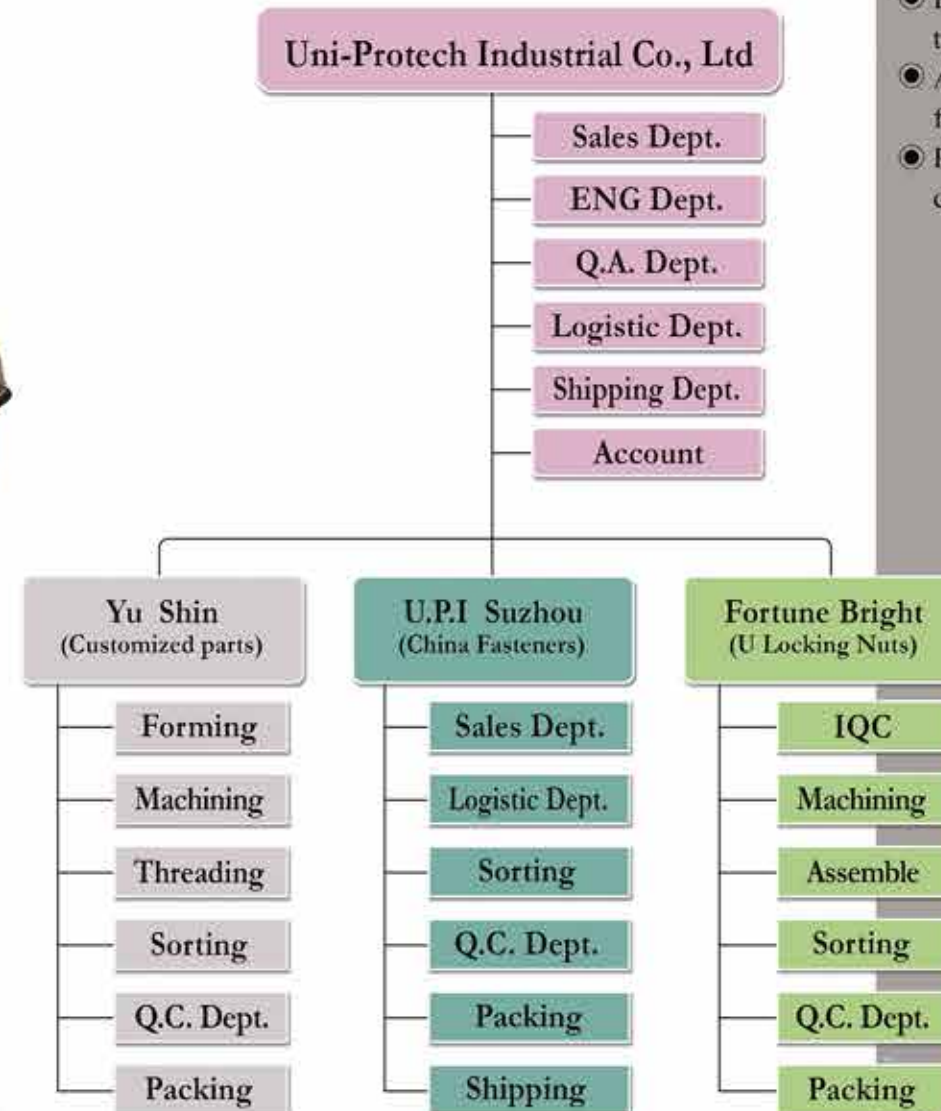 Uni-Protech Industrial Co., Ltd
Sales Dept.
ENG Dept.
Q.A. Dept.
Logistic Dept.
Shipping Dept.
Account
Yu Shin
(Customized parts)
Forming
Machining
Threading
Sorting
Q.C. Dept.
Packing
U.P.I Suzhou
(China Fasteners)
Sales Dept.
Logistic Dept.
Sorting
Q.C. Dept.
Packing
Shipping
Fortune Bright
(U Locking Nuts)
IQC
Machining
Assemble
Sorting
Q.C. Dept.
Packing